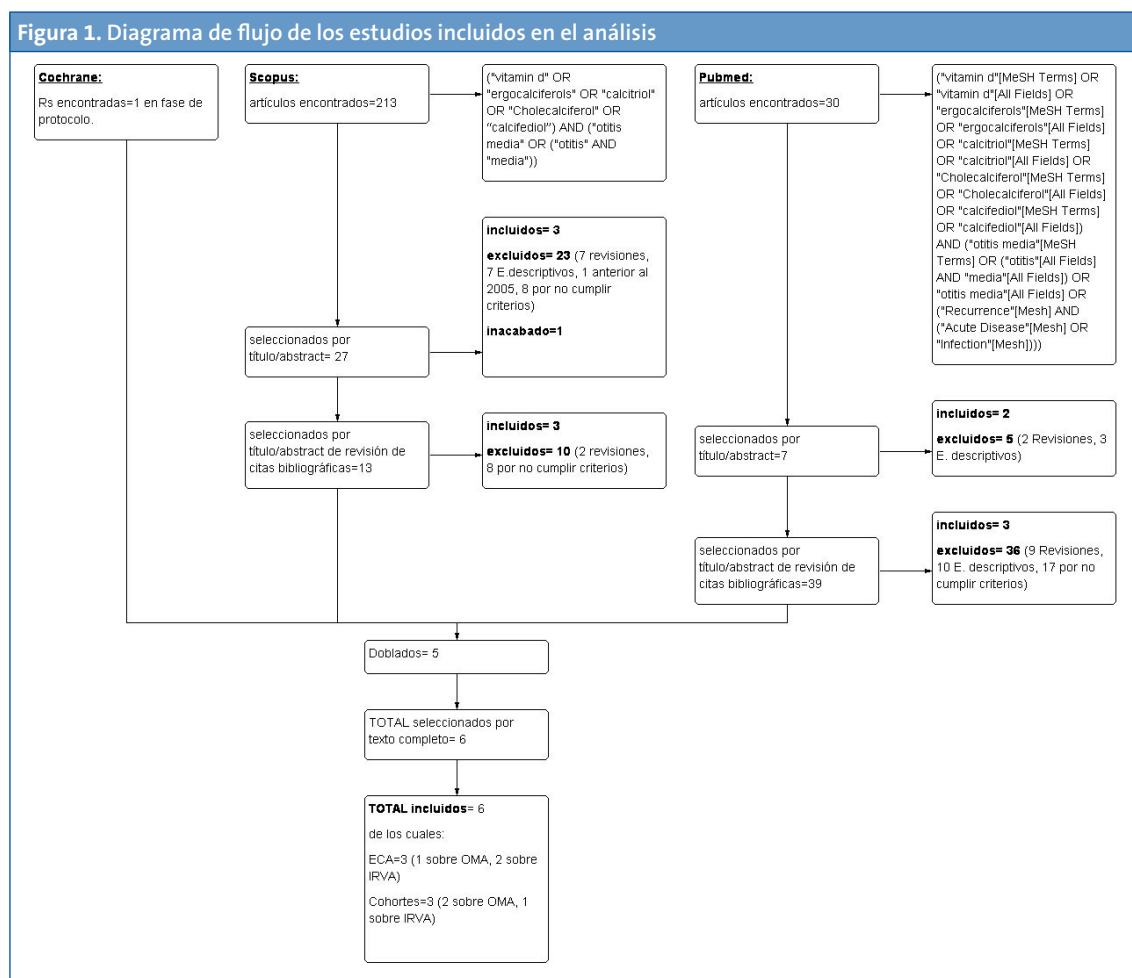 Figura 1. Diagrama de flujo de los estudios incluidos en el análisis
Cochrane:
Rs encontradas=1 en fase de
protocolo.
Scopus:
artículos encontrados=213
("vitamin d" OR
"ergocalciferols" OR "calcitriol"
OR "Cholecalciferol" OR
"calcifediol") AND ("otitis
media" OR ("otitis" AND
"media"))
incluidos= 3
excluidos= 23 (7 revisiones,
7 E.descriptivos, 1 anterior al
2005, 8 por no cumplir
criterios)
inacabado=1
seleccionados por
título/abstract= 27
seleccionados por
título/abstract de revisión de
citas bibliográficas=13
incluidos= 3
excluidos= 10 (2 revisiones,
8 por no cumplir criterios)
Pubmed:
artículos encontrados=30
("vitamin d"[MeSH Terms] OR
"vitamin d"[All Fields] OR
"ergocalciferols"[MeSH Terms]
OR "ergocalciferols"[All Fields]
OR "calcitriol"[MeSH Terms]
OR "calcitriol"[All Fields] OR
"Cholecalciferol"[MeSH Terms]
OR "Cholecalciferol"[All Fields]
OR "calcifediol"[MeSH Terms]
OR "calcifediol"[All Fields])
AND ("otitis media"[MeSH
Terms] OR ("otitis"[All Fields]
AND "media"[All Fields]) OR
"otitis media"[All Fields] OR
("Recurrence"[Mesh] AND
("Acute Disease"[Mesh] OR
"Infection"[Mesh])))
seleccionados por
título/abstract=7
incluidos= 2
excluidos= 5 (2 Revisiones, 3
E. descriptivos)
seleccionados por
título/abstract de revisión de
citas bibliográficas=39
incluidos= 3
excluidos= 36 (9 Revisiones,
10 E. descriptivos, 17 por no
cumplir criterios)
Doblados= 5
TOTAL seleccionados por
texto completo= 6
TOTAL incluidos= 6
de los cuales:
ECA=3 (1 sobre OMA, 2 sobre
IRVA)
Cohortes=3 (2 sobre OMA, 1
sobre IRVA)